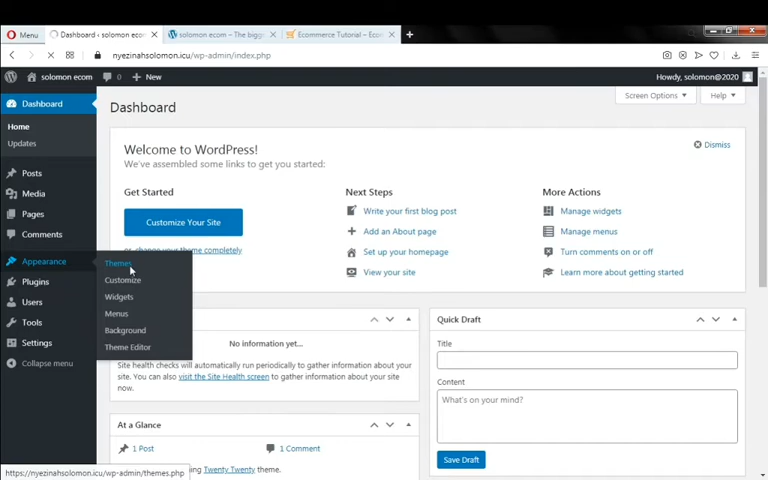 Menu
Dashboard ‹ solomon ecom
solomon ecom – The bigg
Ecommerce Tutorial – Ecom
nyezinahsolomon.icu/wp-admin/index.php
solomon ecom
0
New
Howdy, solomon@2020
Dashboard
Home
Updates
Posts
Media
Pages
Comments
Appearance
Plugins
Users
Tools
Settings
Collapse menu
Themes
Customize
Widgets
Menus
Background
Theme Editor
Dashboard
Screen Options
Help
Welcome to WordPress!
We've assembled some links to get you started:
Dismiss
Get Started
Customize Your Site
or, change your theme completely
Next Steps
Write your first blog post
Add an About page
Set up your homepage
View your site
More Actions
Manage widgets
Manage menus
Turn comments on or off
Learn more about getting started
No information yet...
Site health checks will automatically run periodically to gather information about your site.
You can also visit the Site Health screen to gather information about your site
now.
At a Glance
1 Post
1 Comment
Twenty Twenty theme.
Quick Draft
Title
Content
What's on your mind?
Save Draft
https://nyezinahsolomon.icu/wp-admin/themes.php